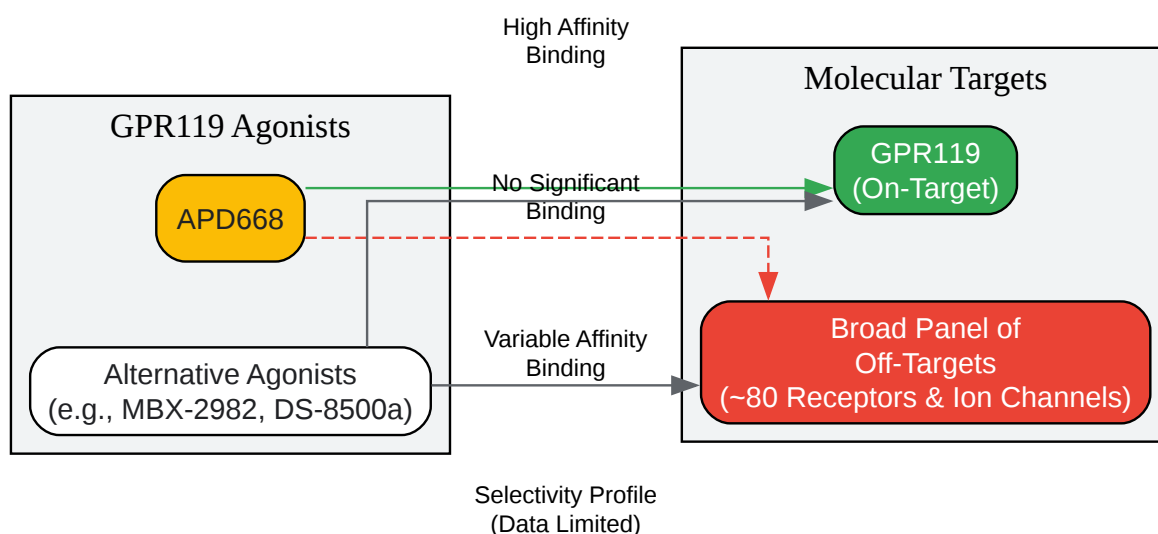 High Affinity
Binding
Molecular Targets
GPR119 Agonists
GPR119
(On-Target)
No Significant
Binding
APD668
Variable Affinity
Binding
Broad Panel of
Off-Targets
(~80 Receptors & Ion Channels)
Alternative Agonists
(e.g., MBX-2982, DS-8500a)
Selectivity Profile
(Data Limited)